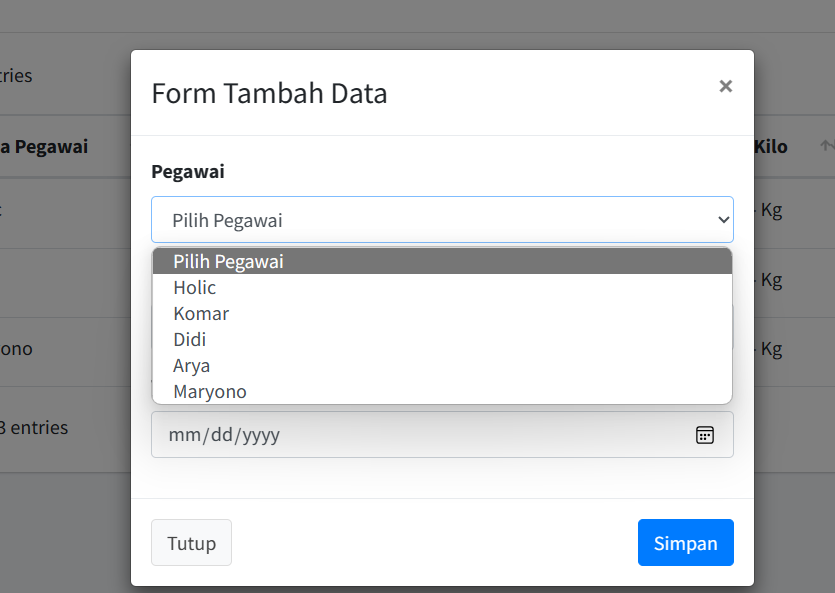 Form Tambah Data
×
tries
a Pegawai
Kilo
Pegawai
Pilih Pegawai
Kg
Pilih Pegawai
Holic
Kg
Komar
Didi
ono
Kg
Arya
Maryono
3 entries
mm/dd/yyyy
Tutup
Simpan